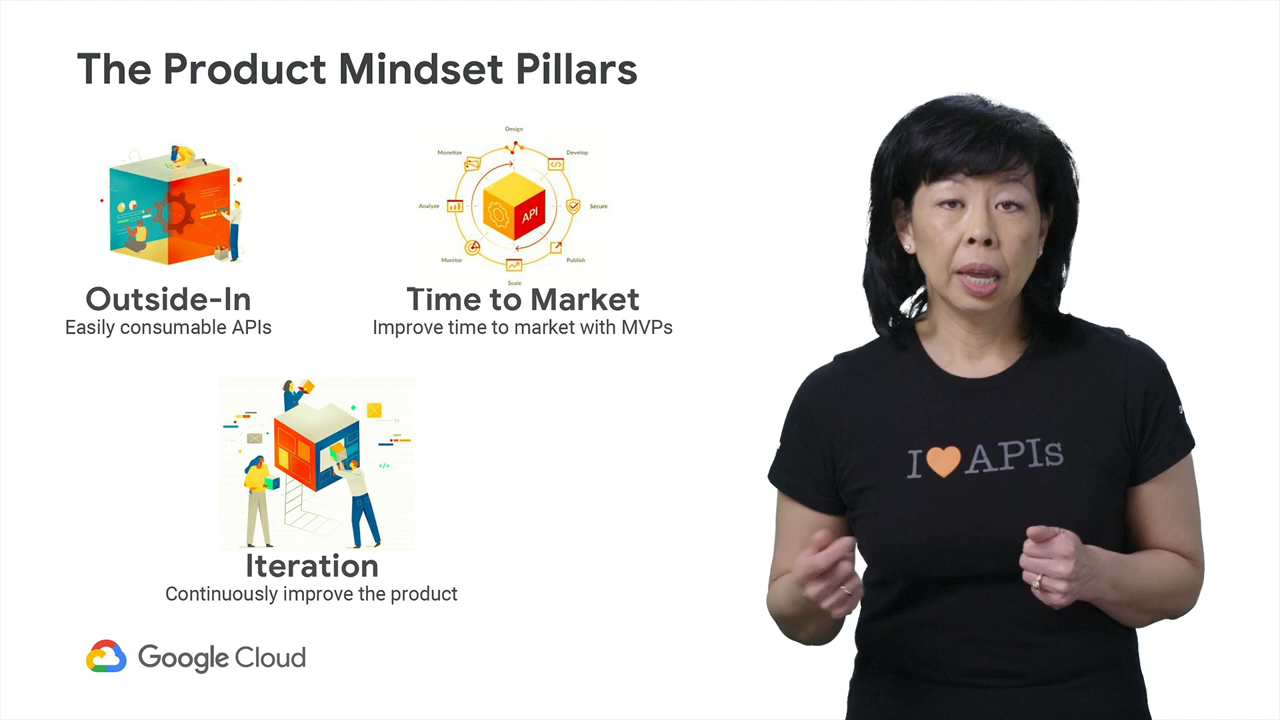 The Product Mindset Pillars
Design
Monetize
Develop
Analyze
API
Secure
Monitor
Publish
Scale
Outside-In
Time to Market
Easily consumable APIs
Improve time to market with MVPs
I APIs
Iteration
Continuously improve the product
Google Cloud